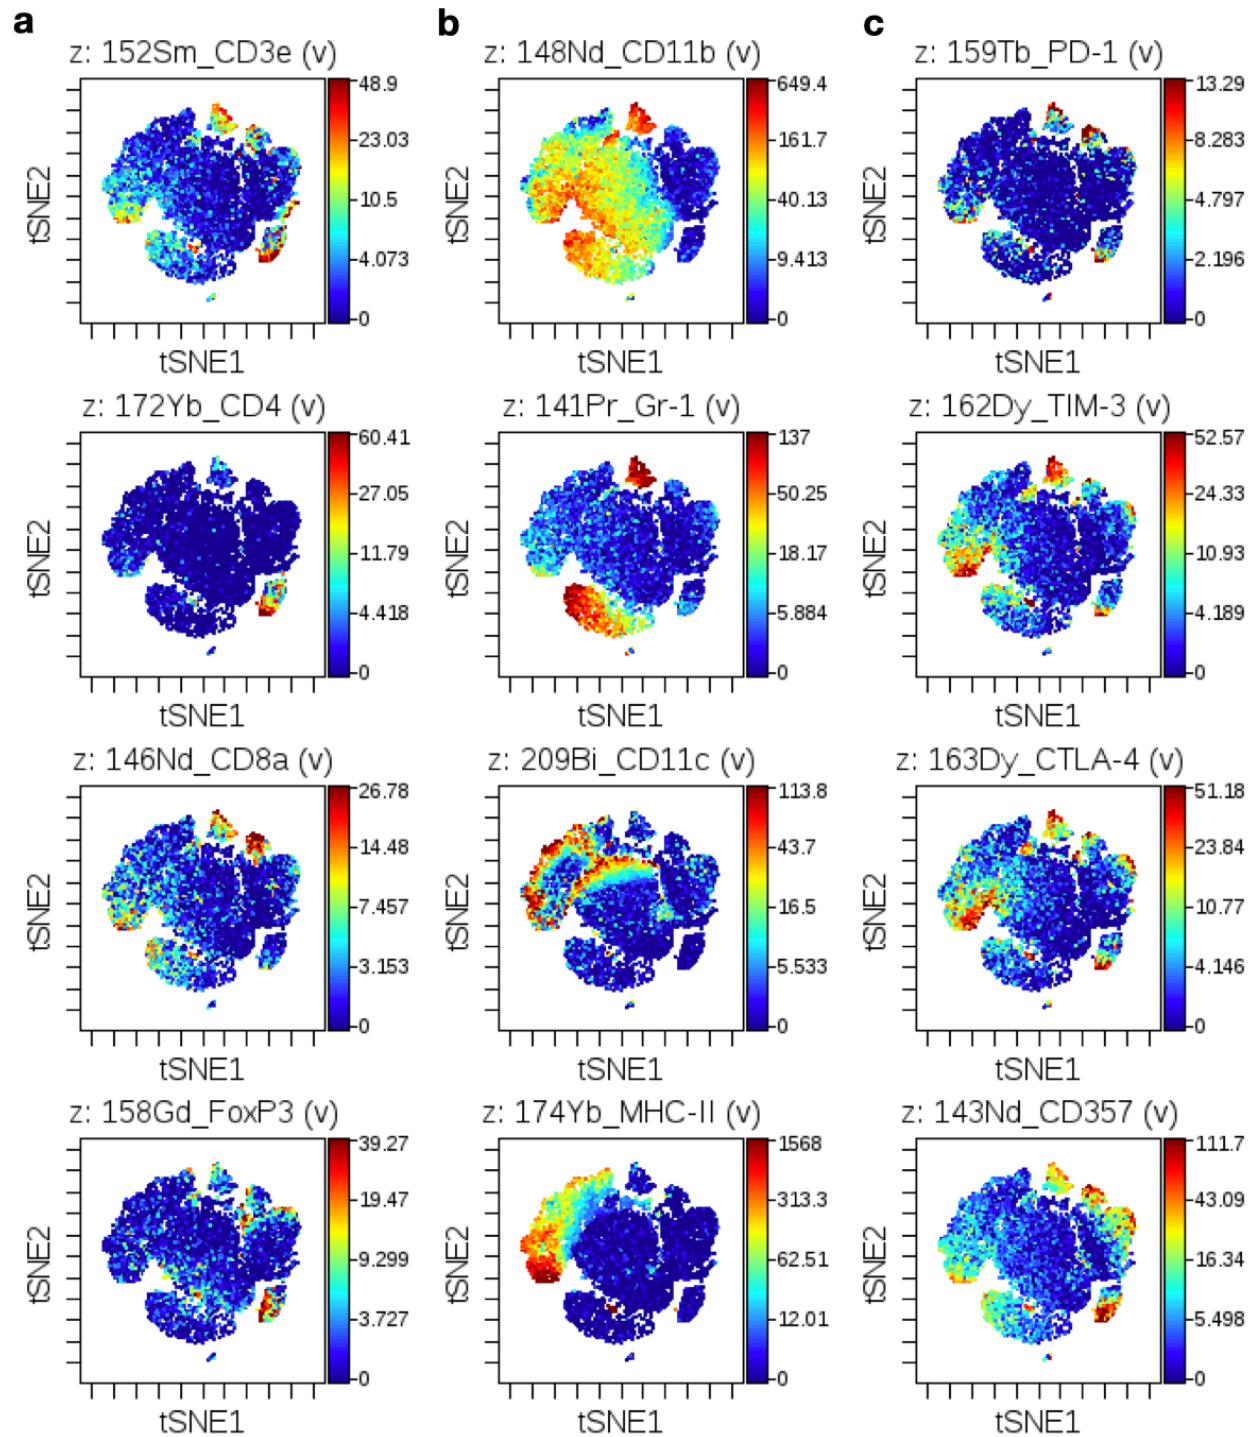 a
b
c
z: 152Sm_CD3e (v)
z: 148Nd_CD11b (v)
z: 159Tb_PD-1 (v)
48.9
23.03
10.5
4.073
0
tSNE2
tSNE1
649.4
161.7
40.13
9.413
0
tSNE2
tSNE1
13.29
8.283
4.797
2.196
0
tSNE2
tSNE1
z: 172Yb_CD4 (v)
z: 141Pr_Gr-1 (v)
z: 162Dy_TIM-3 (v)
60.41
27.05
11.79
4.418
0
tSNE2
tSNE1
137
50.25
18.17
5.884
0
tSNE2
tSNE1
52.57
24.33
10.93
4.189
0
tSNE2
tSNE1
z: 146Nd_CD8a (v)
z: 209Bi_CD11c (v)
z: 163Dy_CTLA-4 (v)
26.78
14.48
7.457
3.153
0
tSNE2
tSNE1
113.8
43.7
16.5
5.533
0
tSNE2
tSNE1
51.18
23.84
10.77
4.146
0
tSNE2
tSNE1
z: 158Gd_FoxP3 (v)
z: 174Yb_MHC-II (v)
z: 143Nd_CD357 (v)
39.27
19.47
9.299
3.727
0
tSNE2
tSNE1
1568
313.3
62.51
12.01
0
tSNE2
tSNE1
111.7
43.09
16.34
5.498
0
tSNE2
tSNE1